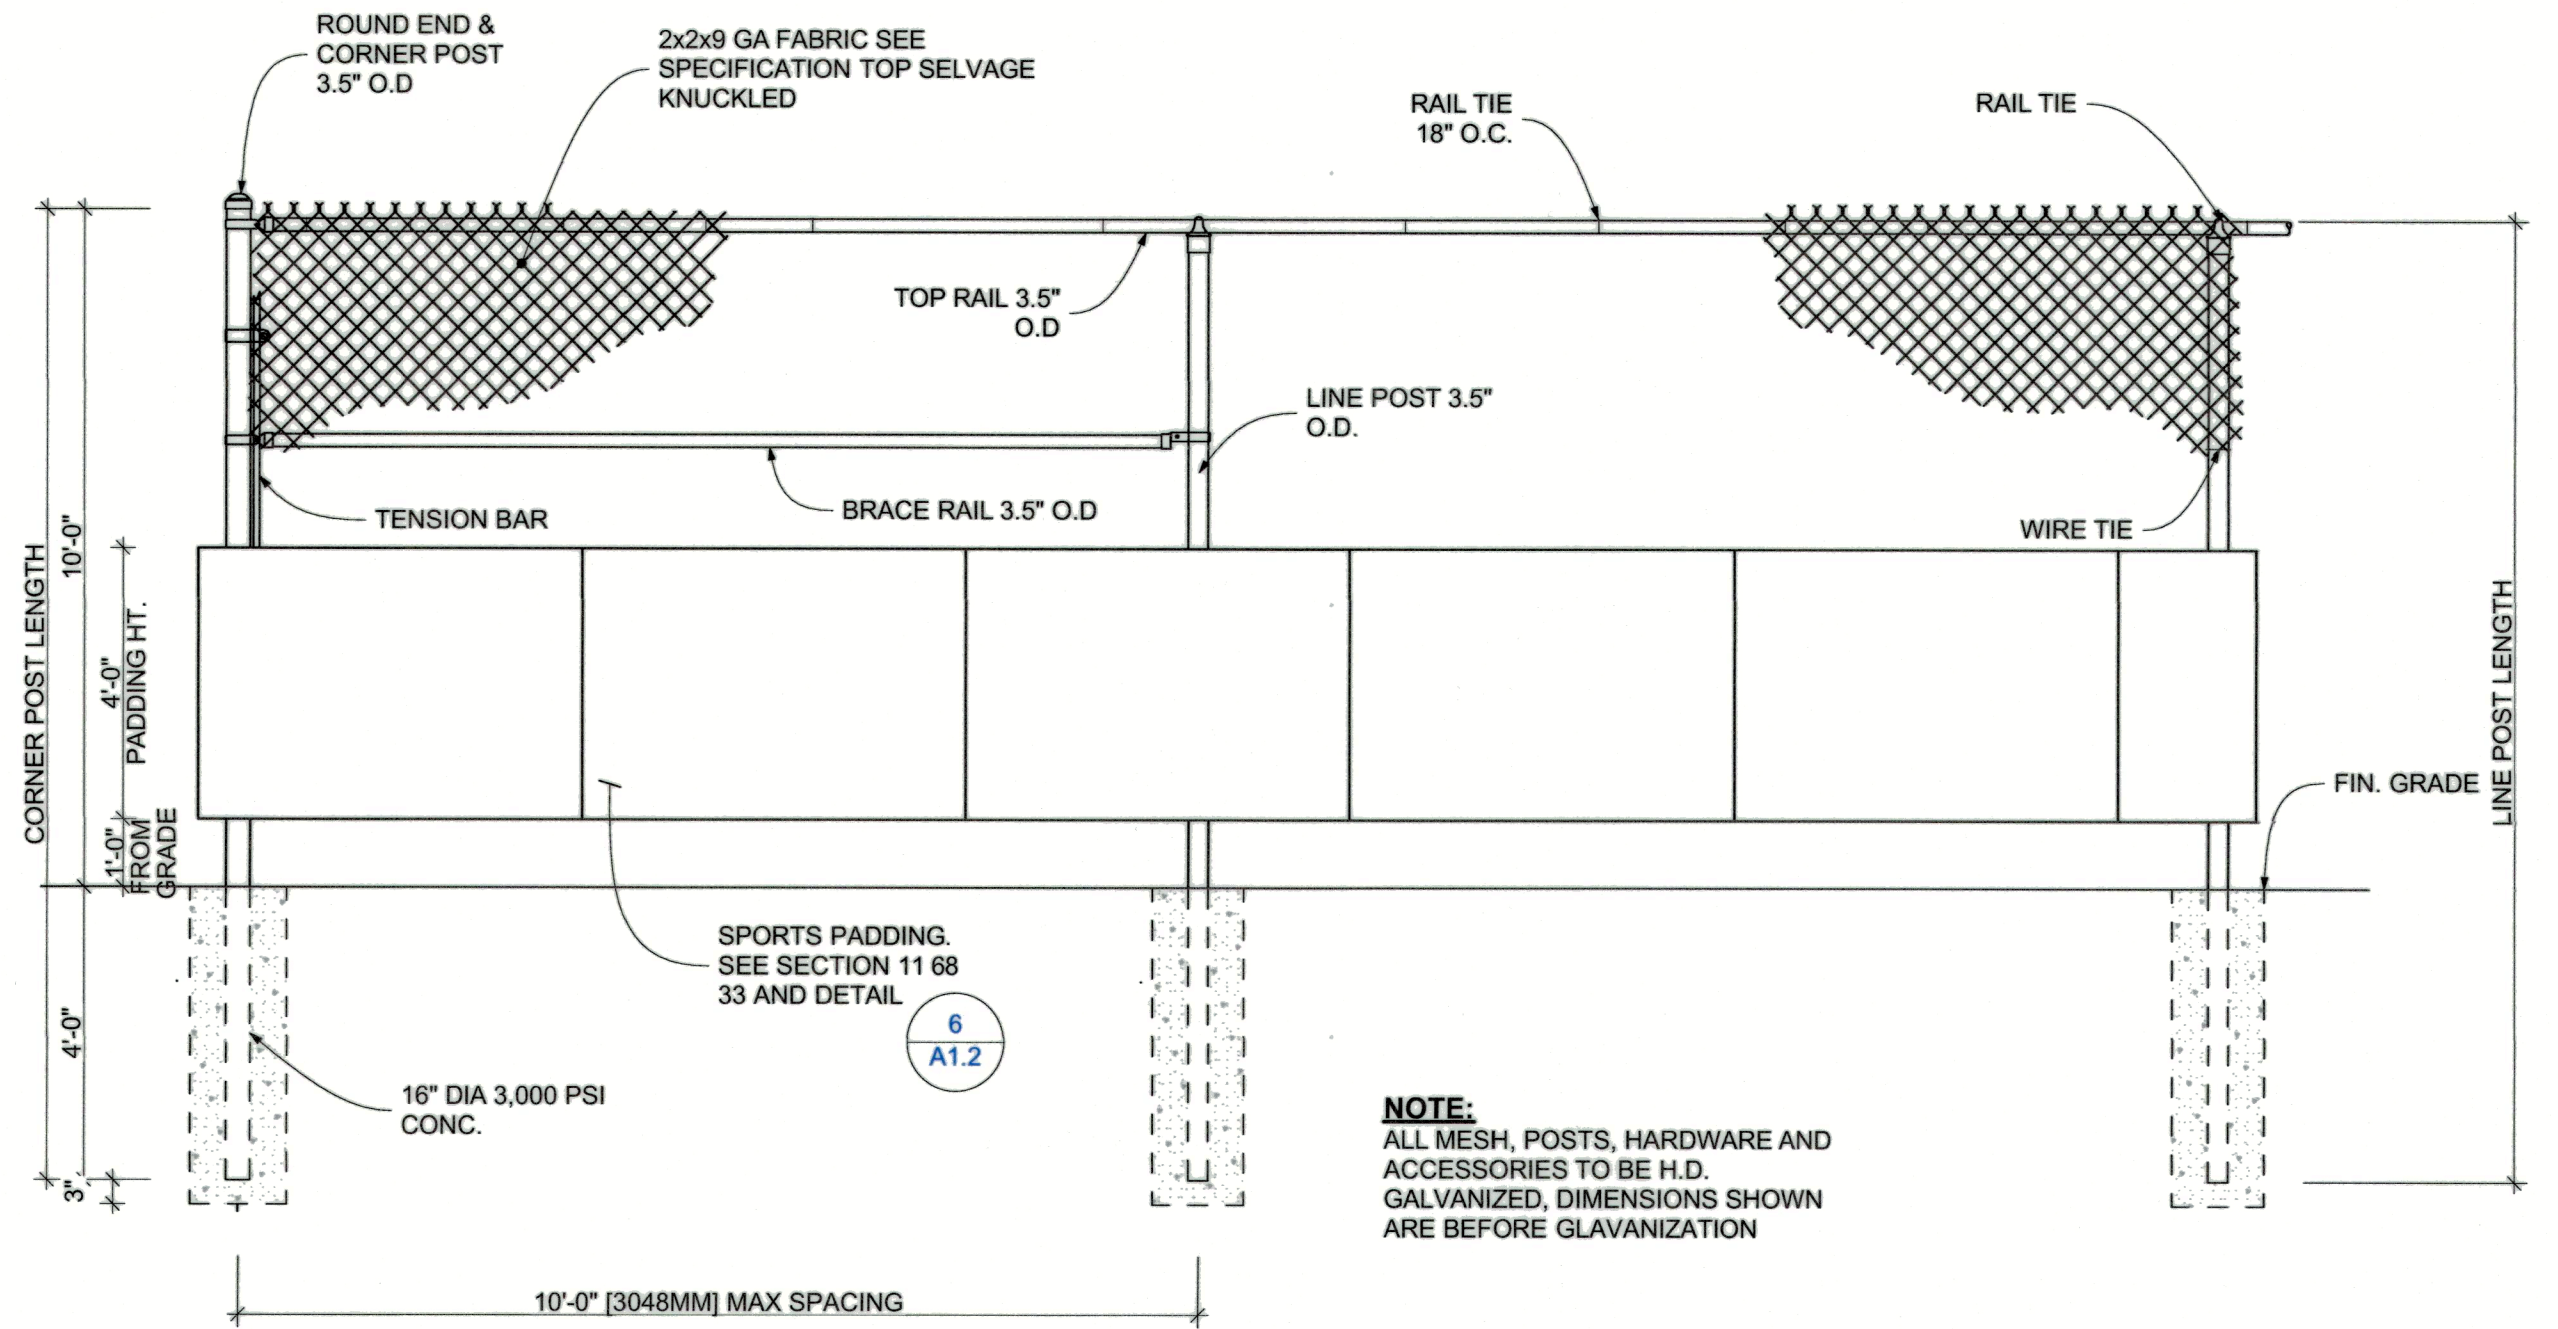 ROUND END &
CORNER POST
3.5" O.D
2x2x9 GA FABRIC SEE
SPECIFICATION TOP SELVAGE
KNUCKLED
RAIL TIE
18" O.C.
RAIL TIE
TOP RAIL 3.5"
O.D
LINE POST 3.5"
O.D.
TENSION BAR
BRACE RAIL 3.5" O.D
WIRE TIE
CORNER POST LENGTH
10'-0"
4'-0"
PADDING HT.
1'-0"
FROM
GRADE
LINE POST LENGTH
FIN. GRADE
SPORTS PADDING.
SEE SECTION 11 68
33 AND DETAIL
6
A1.2
4'-0"
16" DIA 3,000 PSI
CONC.
3"
NOTE:
ALL MESH, POSTS, HARDWARE AND
ACCESSORIES TO BE H.D.
GALVANIZED, DIMENSIONS SHOWN
ARE BEFORE GLAVANIZATION
10'-0" [3048MM] MAX SPACING